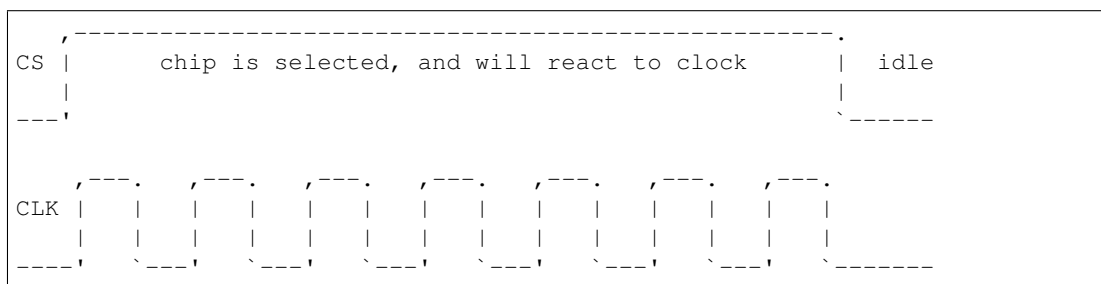 CS | chip is selected, and will react to clock | idle
CLK